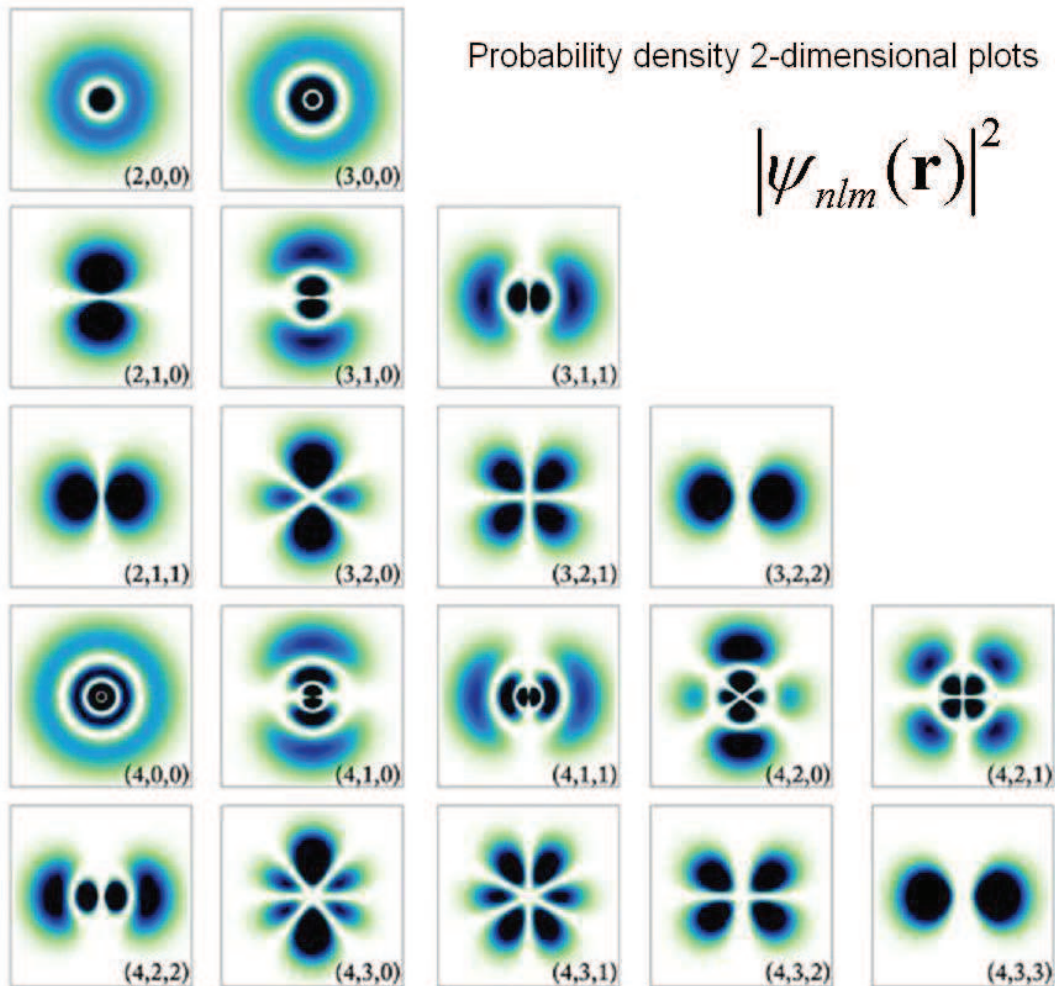 Probability density 2-dimensional plots
|ψnlm(r)|²
(2,0,0) (3,0,0)
(2,1,0) (3,1,0) (3,1,1)
(2,1,1) (3,2,0) (3,2,1) (3,2,2)
(4,0,0) (4,1,0) (4,1,1) (4,2,0) (4,2,1)
(4,2,2) (4,3,0) (4,3,1) (4,3,2) (4,3,3)